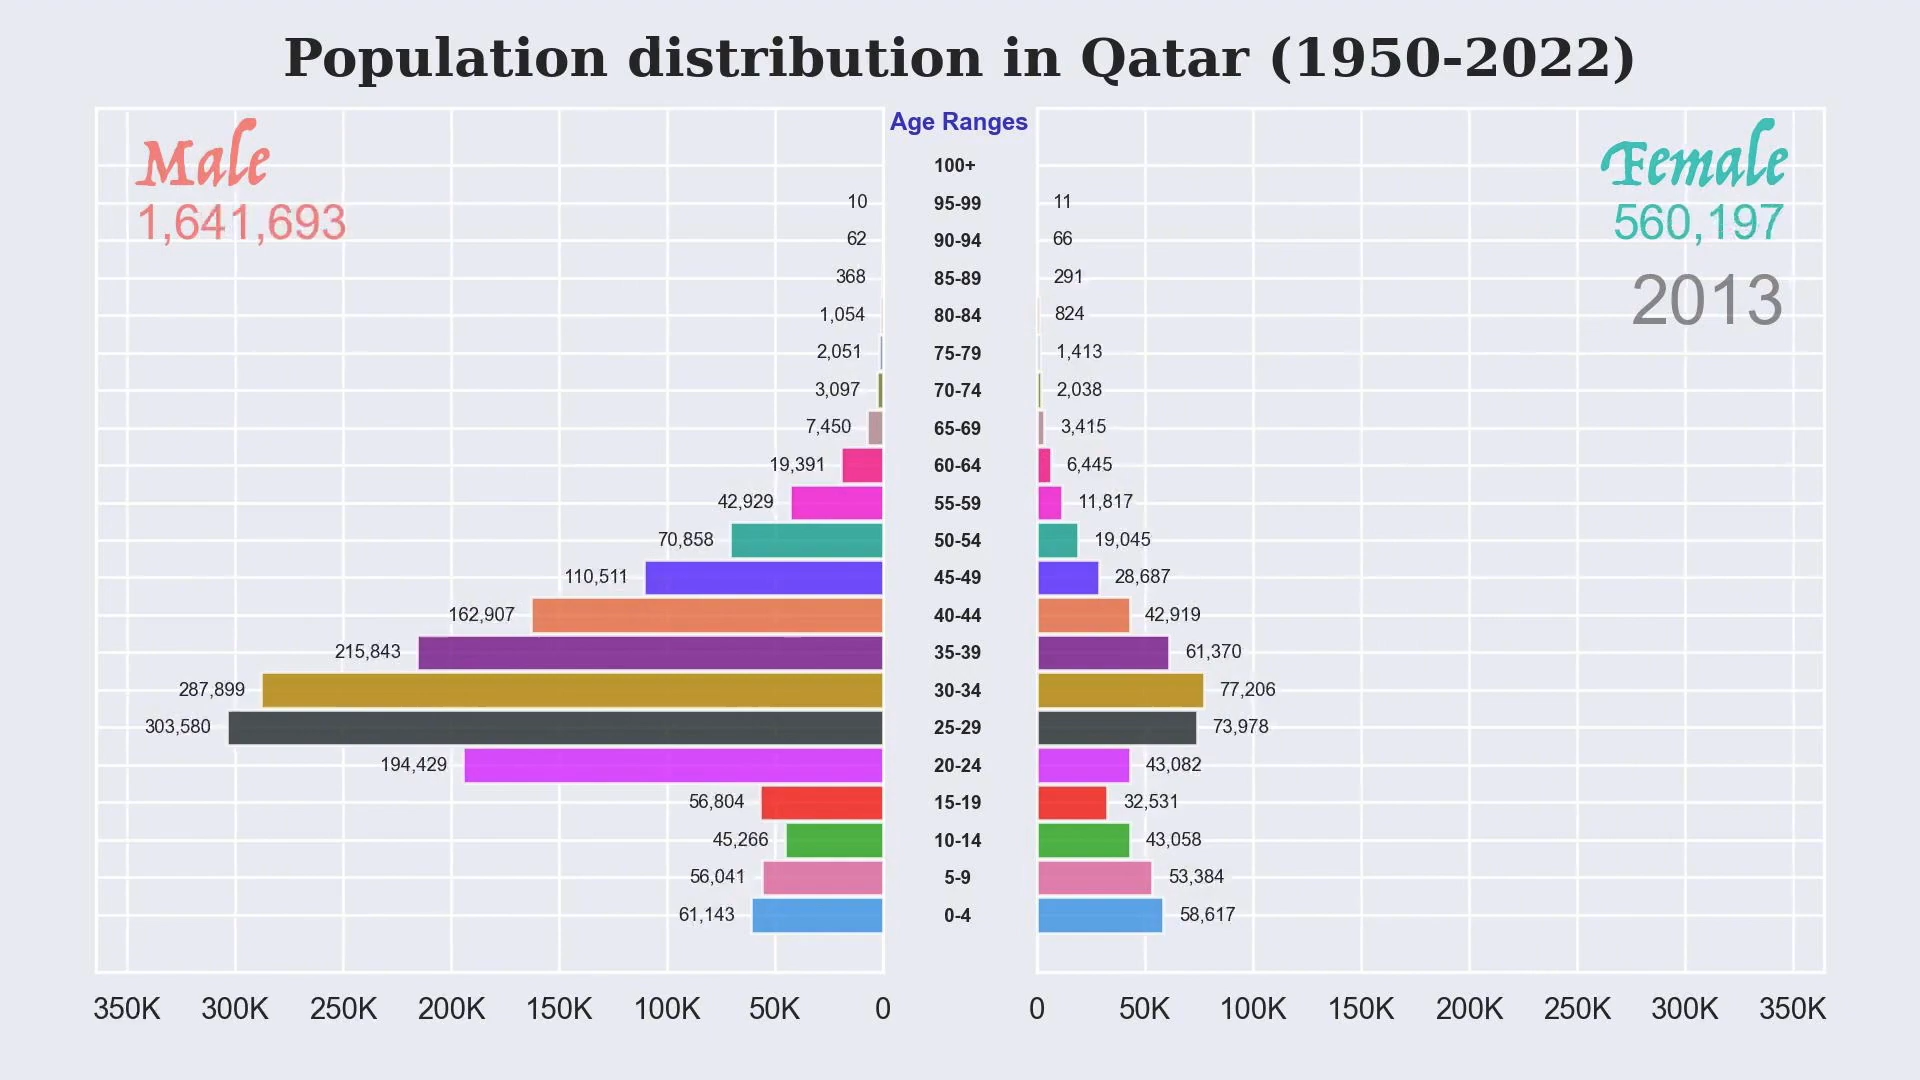 Population distribution in Qatar (1950-2022)
Male
1,641,693
Age Ranges
Female
560,197
2013
100+
10 95-99 11
62 90-94 66
368 85-89 291
1,054 80-84 824
2,051 75-79 1,413
3,097 70-74 2,038
7,450 65-69 3,415
19,391 60-64 6,445
42,929 55-59 11,817
70,858 50-54 19,045
110,511 45-49 28,687
162,907 40-44 42,919
215,843 35-39 61,370
287,899 30-34 77,206
303,580 25-29 73,978
194,429 20-24 43,082
56,804 15-19 32,531
45,266 10-14 43,058
56,041 5-9 53,384
61,143 0-4 58,617
350K 300K 250K 200K 150K 100K 50K 0 0 50K 100K 150K 200K 250K 300K 350K